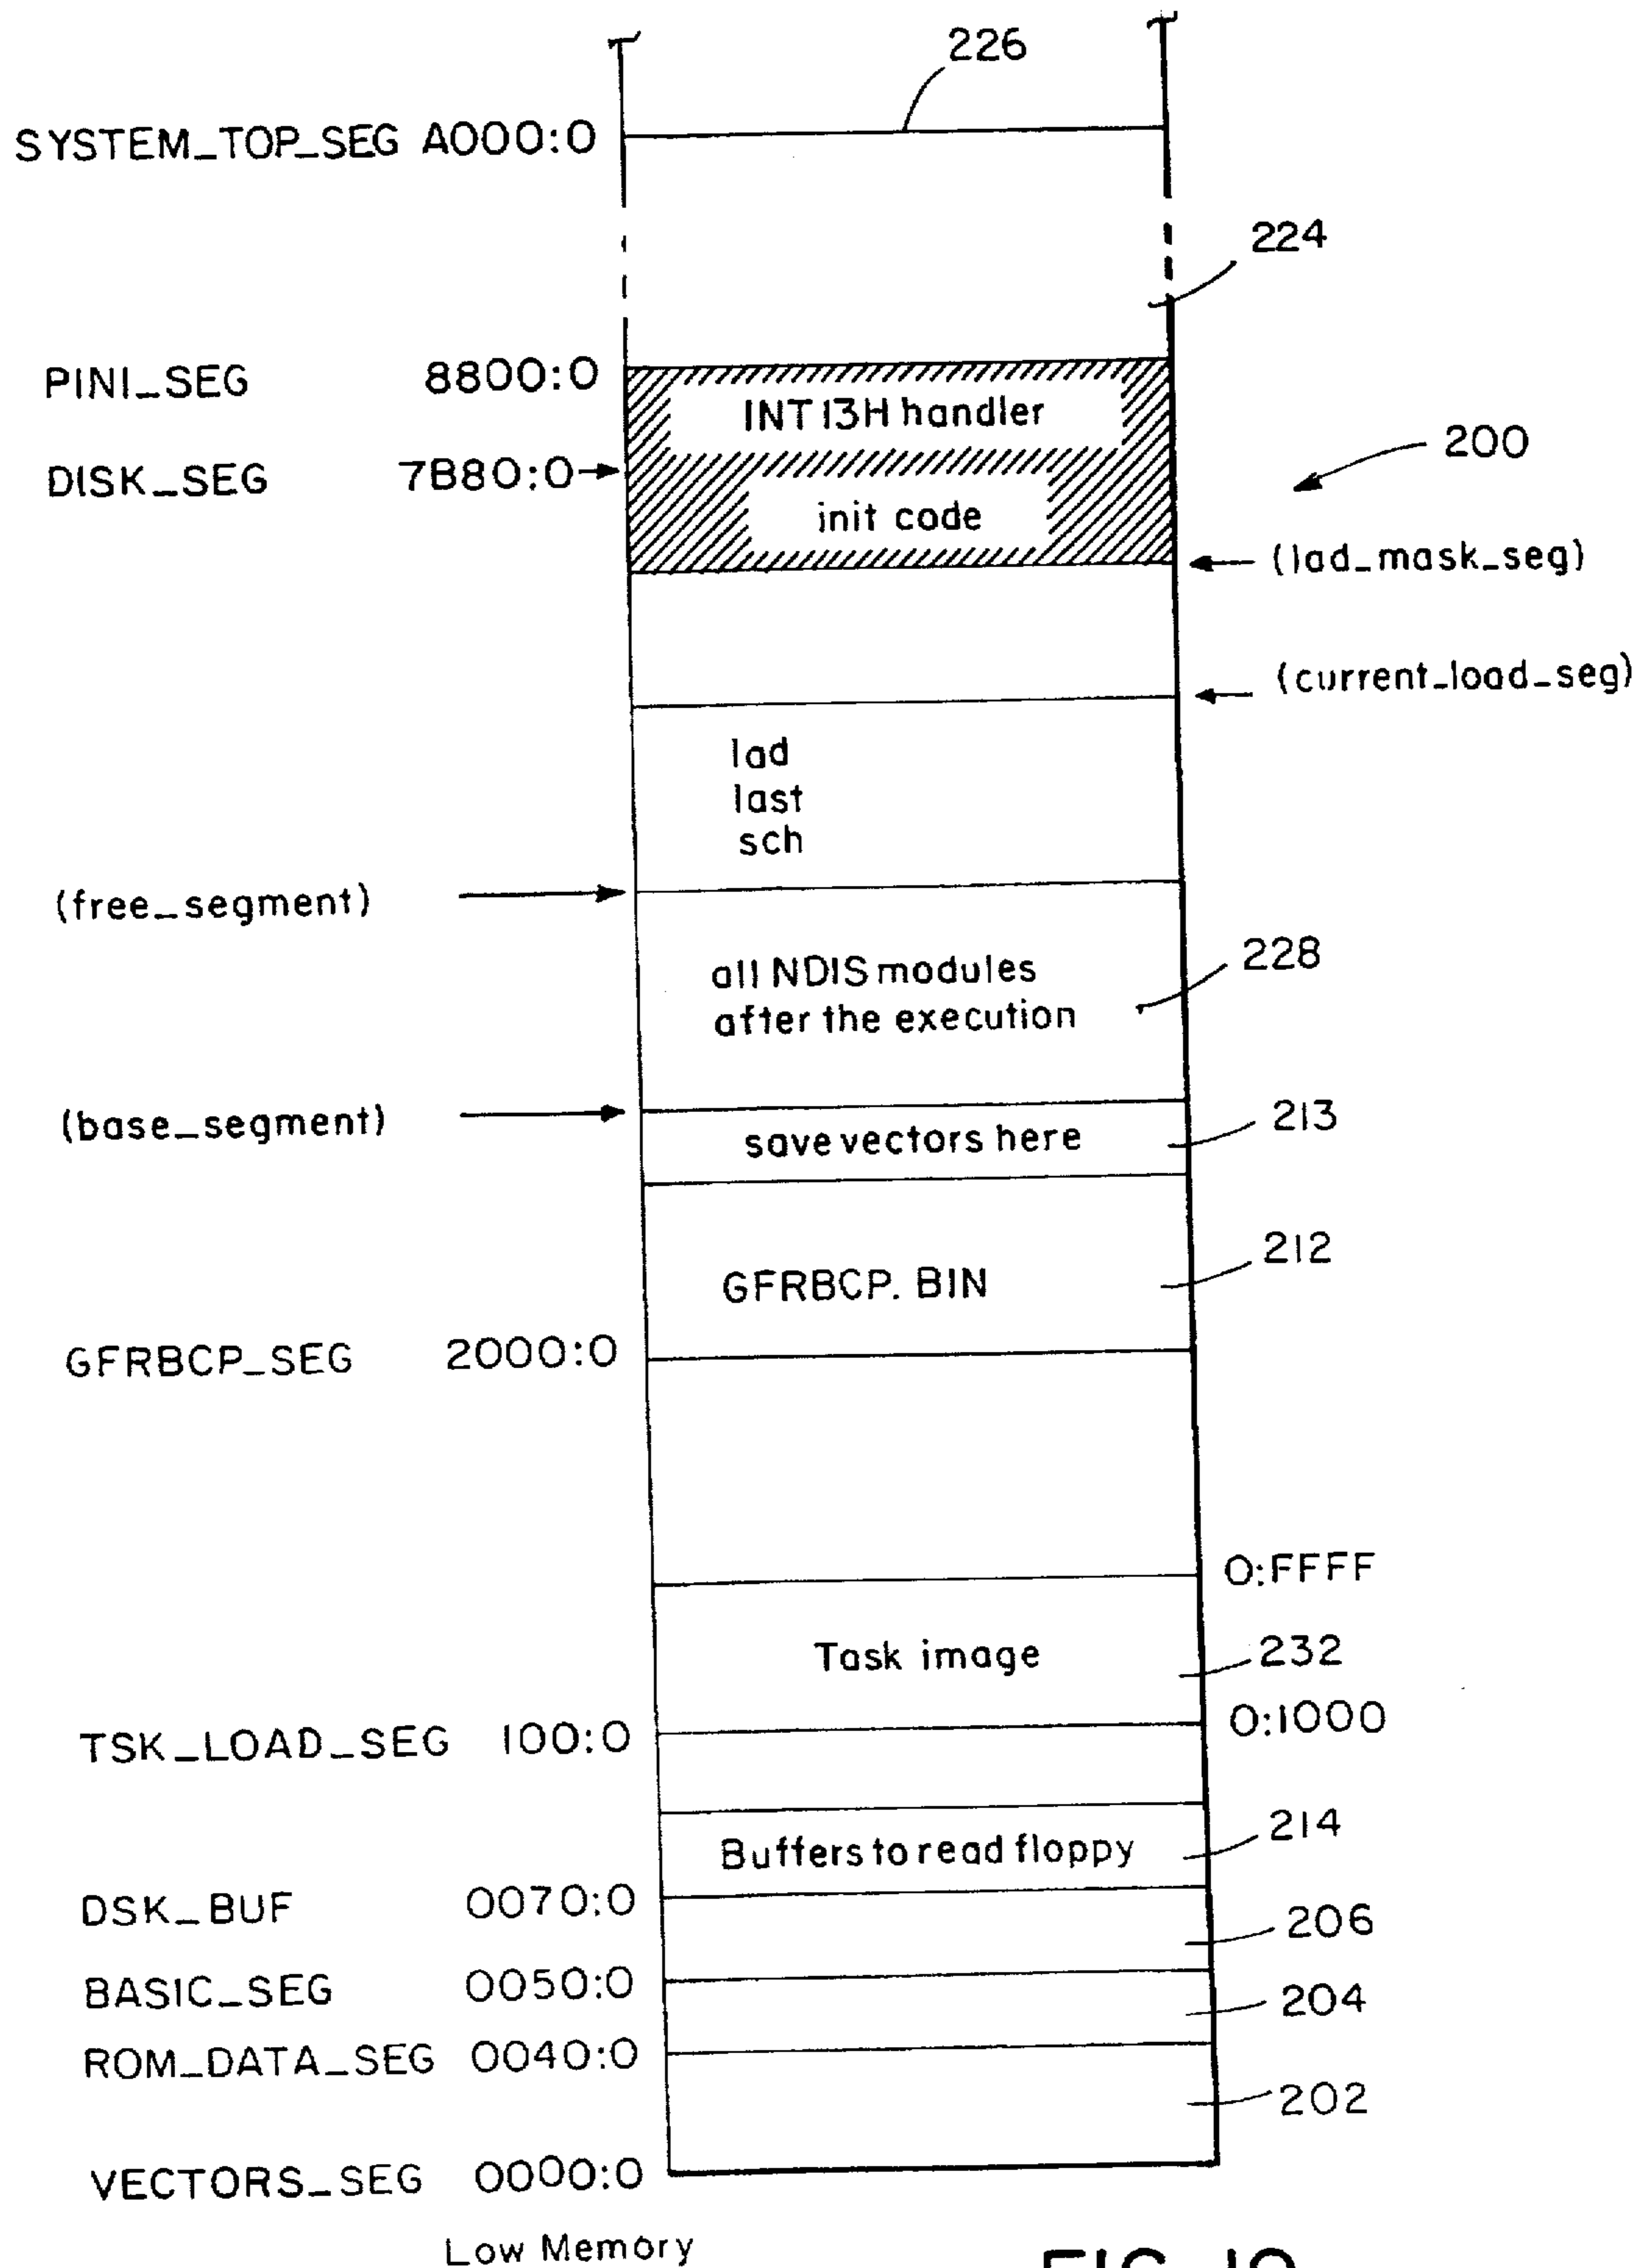 226
SYSTEM_TOP_SEG A000:0
224
PINI_SEG 8800:0
INT 13H handler
200
DISK_SEG 7B80:0
init code
(lad_mask_seg)
(current_load_seg)
lad
last
sch
(free_segment)
228
all NDIS modules
after the execution
(base_segment)
213
save vectors here
212
GFRBCP. BIN
GFRBCP_SEG 2000:0
0:FFFF
Task image
232
TSK_LOAD_SEG 100:0
0:1000
214
Buffers to read floppy
DSK_BUF 0070:0
206
BASIC_SEG 0050:0
204
ROM_DATA_SEG 0040:0
202
VECTORS_SEG 0000:0
Low Memory